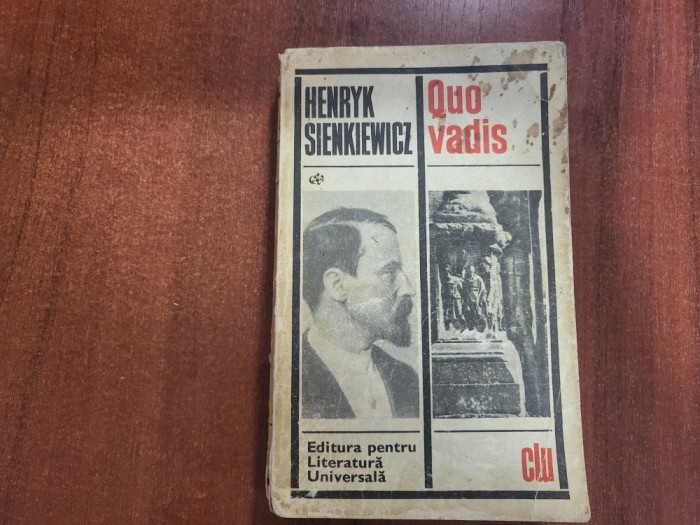 HENRYK
SIENKIEWICZ
Quo
vadis
Editura pentru
Literatură
Universală
clu